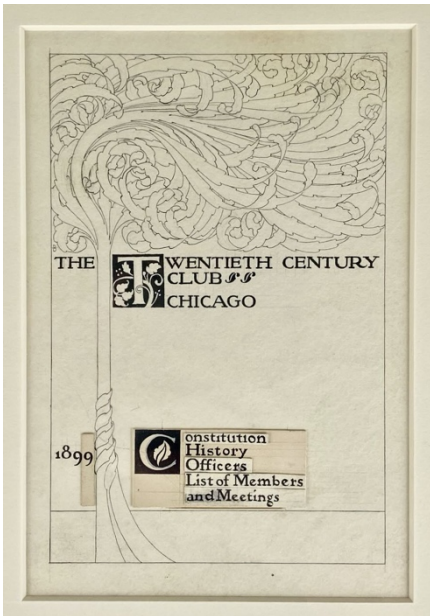 THE TWENTIETH CENTURY
CLUB
CHICAGO
1899
Constitution
History
Officers
List of Members
and Meetings